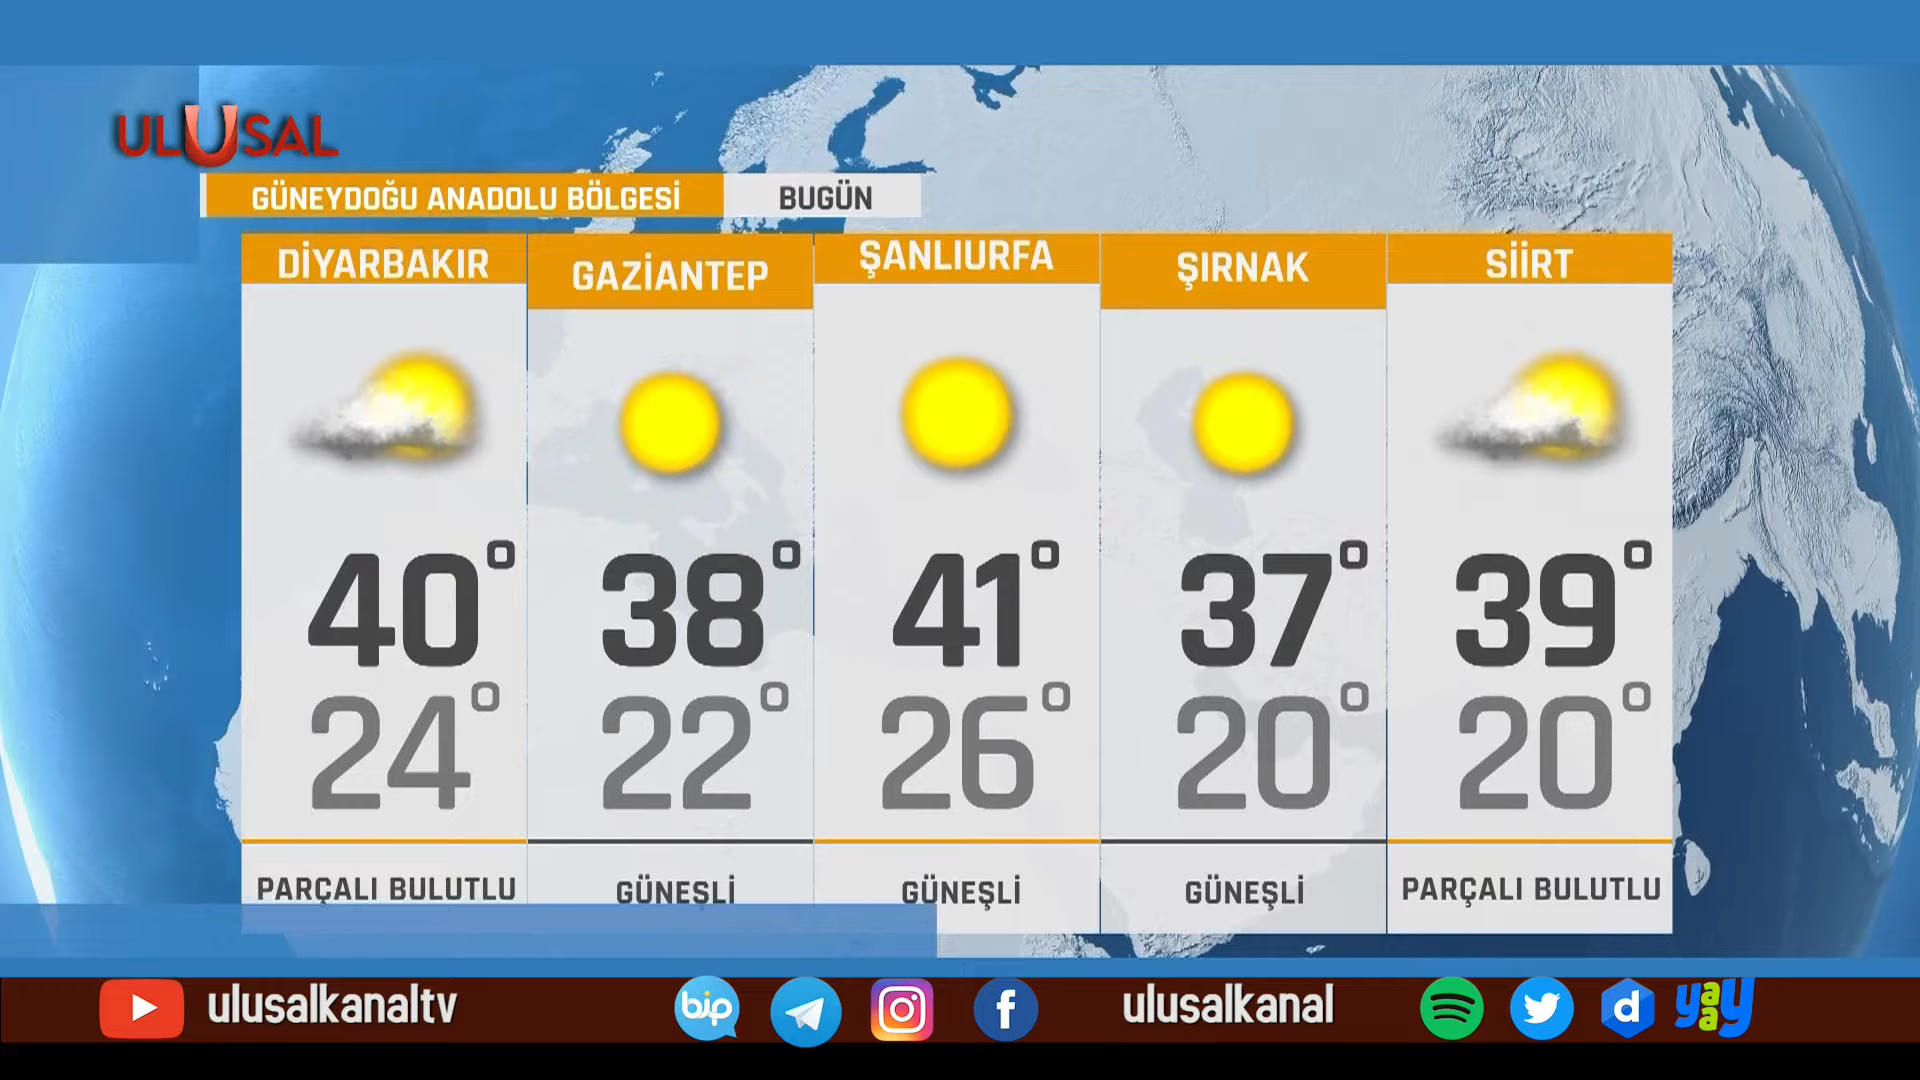 ULUSAL
GÜNEYDOĞU ANADOLU BÖLGESİ BUGÜN
DİYARBAKIR GAZİANTEP ŞANLIURFA ŞIRNAK SİİRT
40° 38° 41° 37° 39°
24° 22° 26° 20° 20°
PARÇALI BULUTLU GÜNEŞLİ GÜNEŞLİ GÜNEŞLİ PARÇALI BULUTLU
ulusalkanaltv bip f ulusalkanal d yaay